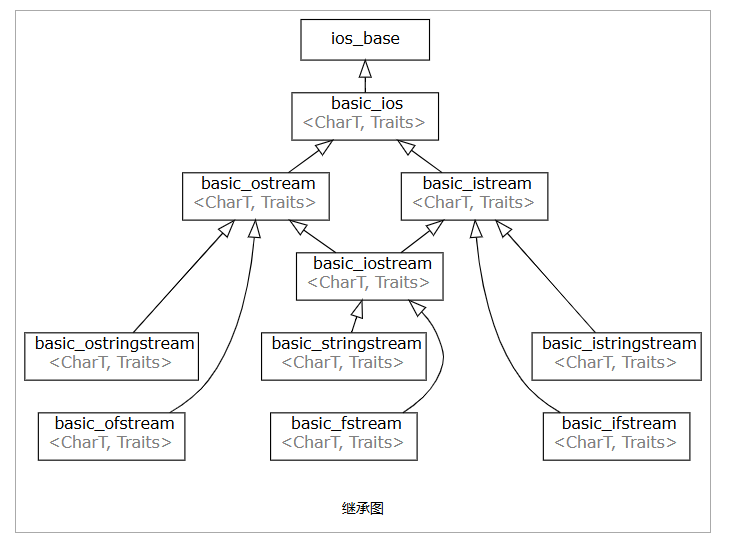 ios_base
basic_ios
<CharT, Traits>
basic_ostream
<CharT, Traits>
basic_istream
<CharT, Traits>
basic_iostream
<CharT, Traits>
basic_ostringstream
<CharT, Traits>
basic_stringstream
<CharT, Traits>
basic_istringstream
<CharT, Traits>
basic_ofstream
<CharT, Traits>
basic_fstream
<CharT, Traits>
basic_ifstream
<CharT, Traits>
继承图